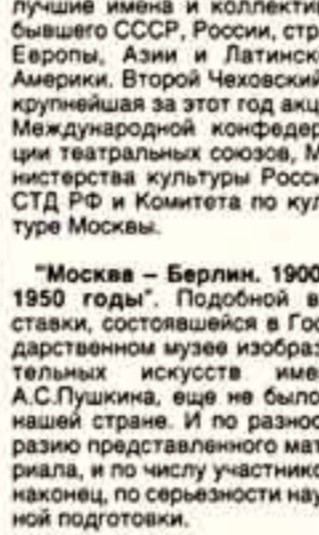 лучшие имена и коллектив
бывшего СССР, России, стр
Европы, Азии и Латинск
Америки. Второй Чеховский
крупнейшая за этот год акц
Международной конфедер
ции театральных союзов, М
нистерства культуры Росси
СТД РФ и Комитета по кул
туре Москвы.
"Москва – Берлин. 1900
1950 годы". Подобной в
ставки, состоявшейся в Гос
дарственном музее изобраз
тельных искусств име
А.С.Пушкина, еще не было
нашей стране. И по разноо
разию представленного мат
риала, и по числу участнико
наконец, по серьезности нау
ной подготовки.